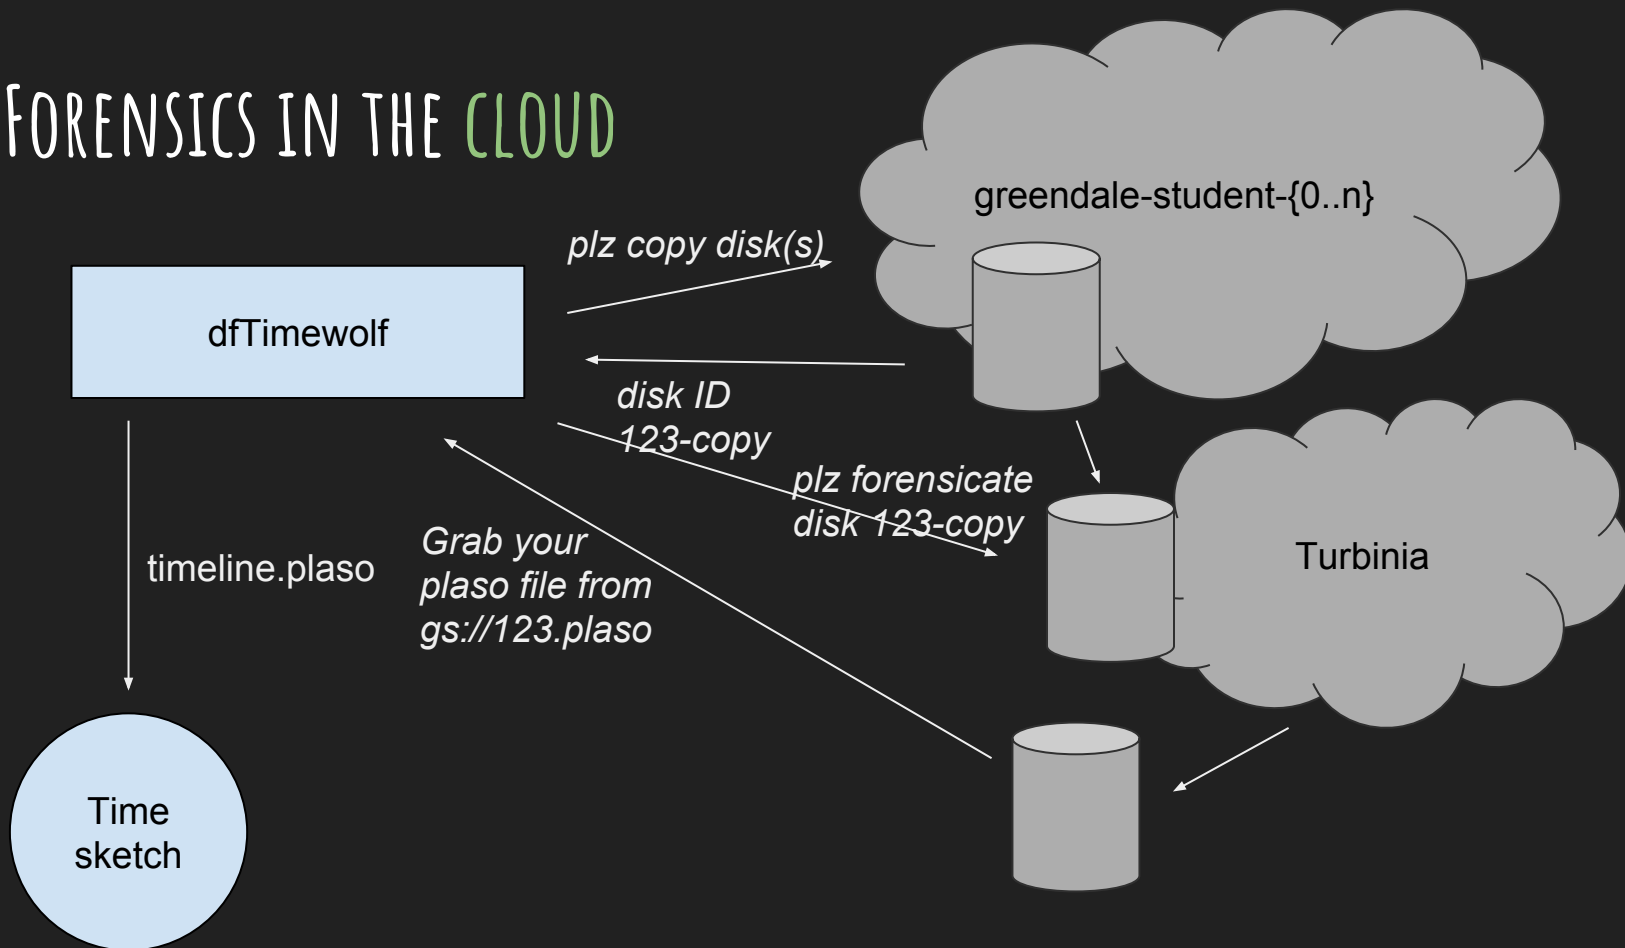 FORENSICS IN THE CLOUD
greendale-student-{0..n}
plz copy disk(s)
dfTimewolf
disk ID
123-copy
plz forensicate
disk 123-copy
Turbinia
Grab your
plaso file from
gs://123.plaso
timeline.plaso
Time
sketch